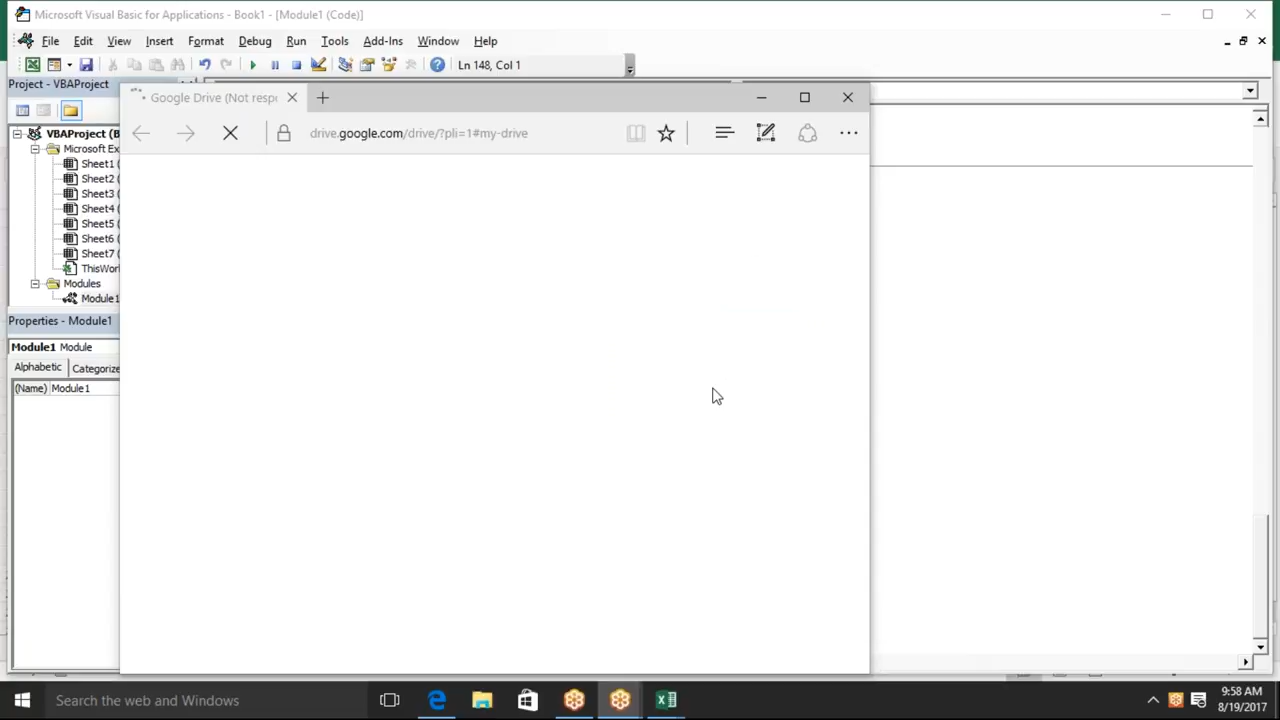 Microsoft Visual Basic for Applications - Book1 - [Module1 (Code)]
File Edit View Insert Format Debug Run Tools Add-Ins Window Help
Ln 148, Col 1
Project - VBAProject
Google Drive (Not resp
drive.google.com/drive/?pli=1#my-drive
VBAProject (B
Microsoft Ex
Sheet1 (
Sheet2 (
Sheet3 (
Sheet4 (
Sheet5 (
Sheet6 (
Sheet7 (
ThisWor
Modules
Module1
Properties - Module1
Module1 Module
Alphabetic Categorize
(Name) Module1
Search the web and Windows
9:58 AM
8/19/2017